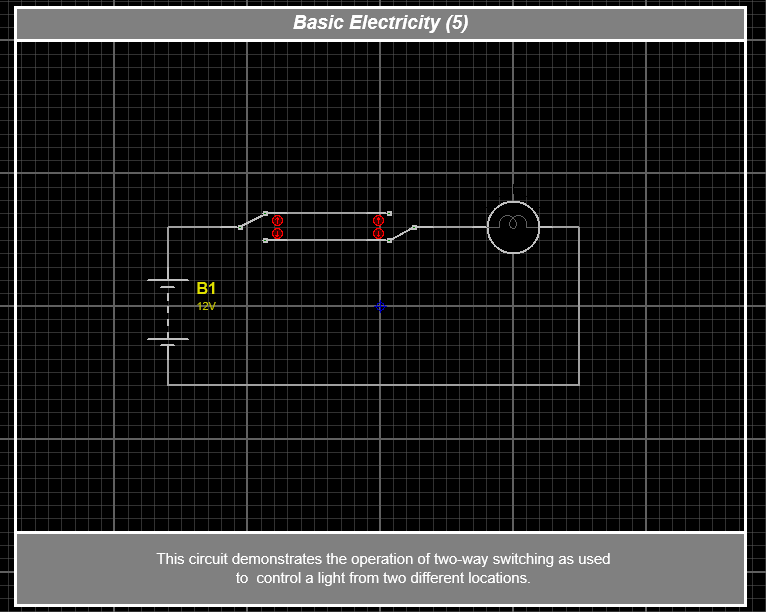 Basic Electricity (5)
B1
12V
This circuit demonstrates the operation of two-way switching as used
to  control a light from two different locations.